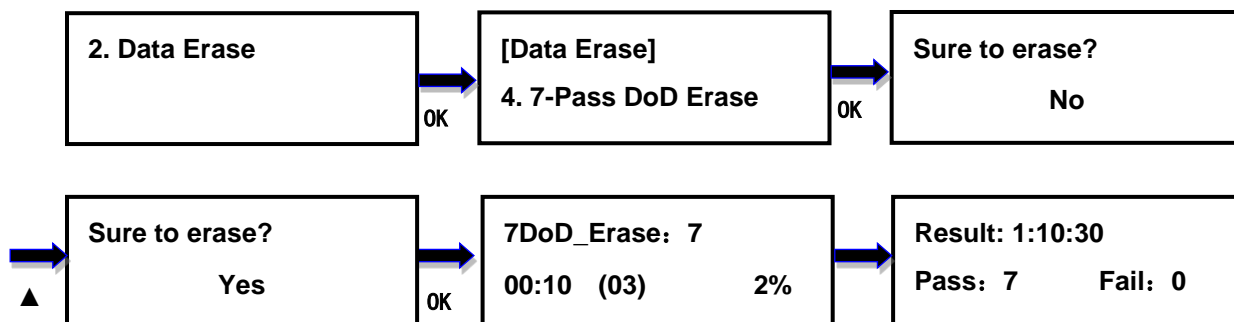 2. Data Erase
OK
[Data Erase]
4. 7-Pass DoD Erase
OK
Sure to erase?
No
▲
Sure to erase?
Yes
OK
7DoD_Erase：7
00:10 (03) 2%
Result: 1:10:30
Pass：7 Fail：0